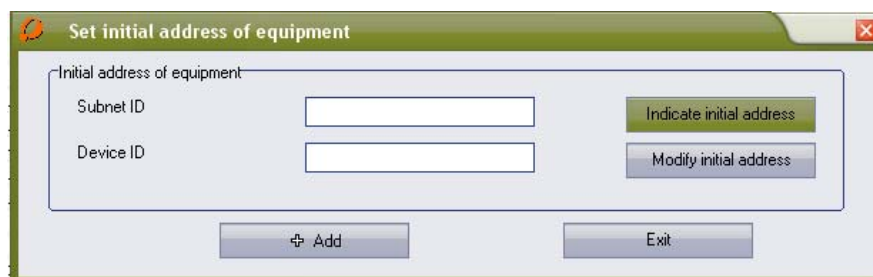 Set initial address of equipment
Initial address of equipment
Subnet ID
Indicate initial address
Device ID
Modify initial address
Add
Exit